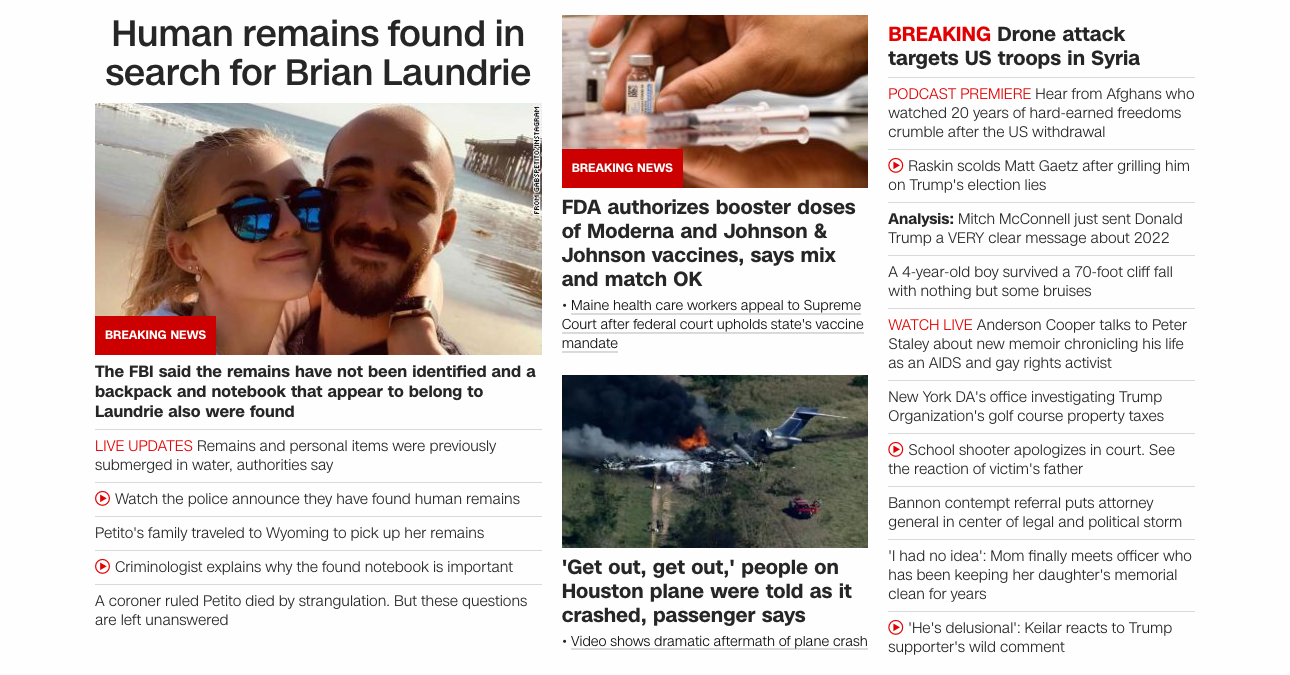 Human remains found in
search for Brian Laundrie
FROM GABSPETITO/INSTAGRAM
BREAKING NEWS
The FBI said the remains have not been identified and a
backpack and notebook that appear to belong to
Laundrie also were found
LIVE UPDATES Remains and personal items were previously
submerged in water, authorities say
Watch the police announce they have found human remains
Petito's family traveled to Wyoming to pick up her remains
Criminologist explains why the found notebook is important
A coroner ruled Petito died by strangulation. But these questions
are left unanswered
BREAKING NEWS
FDA authorizes booster doses
of Moderna and Johnson &
Johnson vaccines, says mix
and match OK
• Maine health care workers appeal to Supreme
Court after federal court upholds state's vaccine
mandate
'Get out, get out,' people on
Houston plane were told as it
crashed, passenger says
• Video shows dramatic aftermath of plane crash
BREAKING Drone attack
targets US troops in Syria
PODCAST PREMIERE Hear from Afghans who
watched 20 years of hard-earned freedoms
crumble after the US withdrawal
Raskin scolds Matt Gaetz after grilling him
on Trump's election lies
Analysis: Mitch McConnell just sent Donald
Trump a VERY clear message about 2022
A 4-year-old boy survived a 70-foot cliff fall
with nothing but some bruises
WATCH LIVE Anderson Cooper talks to Peter
Staley about new memoir chronicling his life
as an AIDS and gay rights activist
New York DA's office investigating Trump
Organization's golf course property taxes
School shooter apologizes in court. See
the reaction of victim's father
Bannon contempt referral puts attorney
general in center of legal and political storm
'I had no idea': Mom finally meets officer who
has been keeping her daughter's memorial
clean for years
'He's delusional': Keilar reacts to Trump
supporter's wild comment